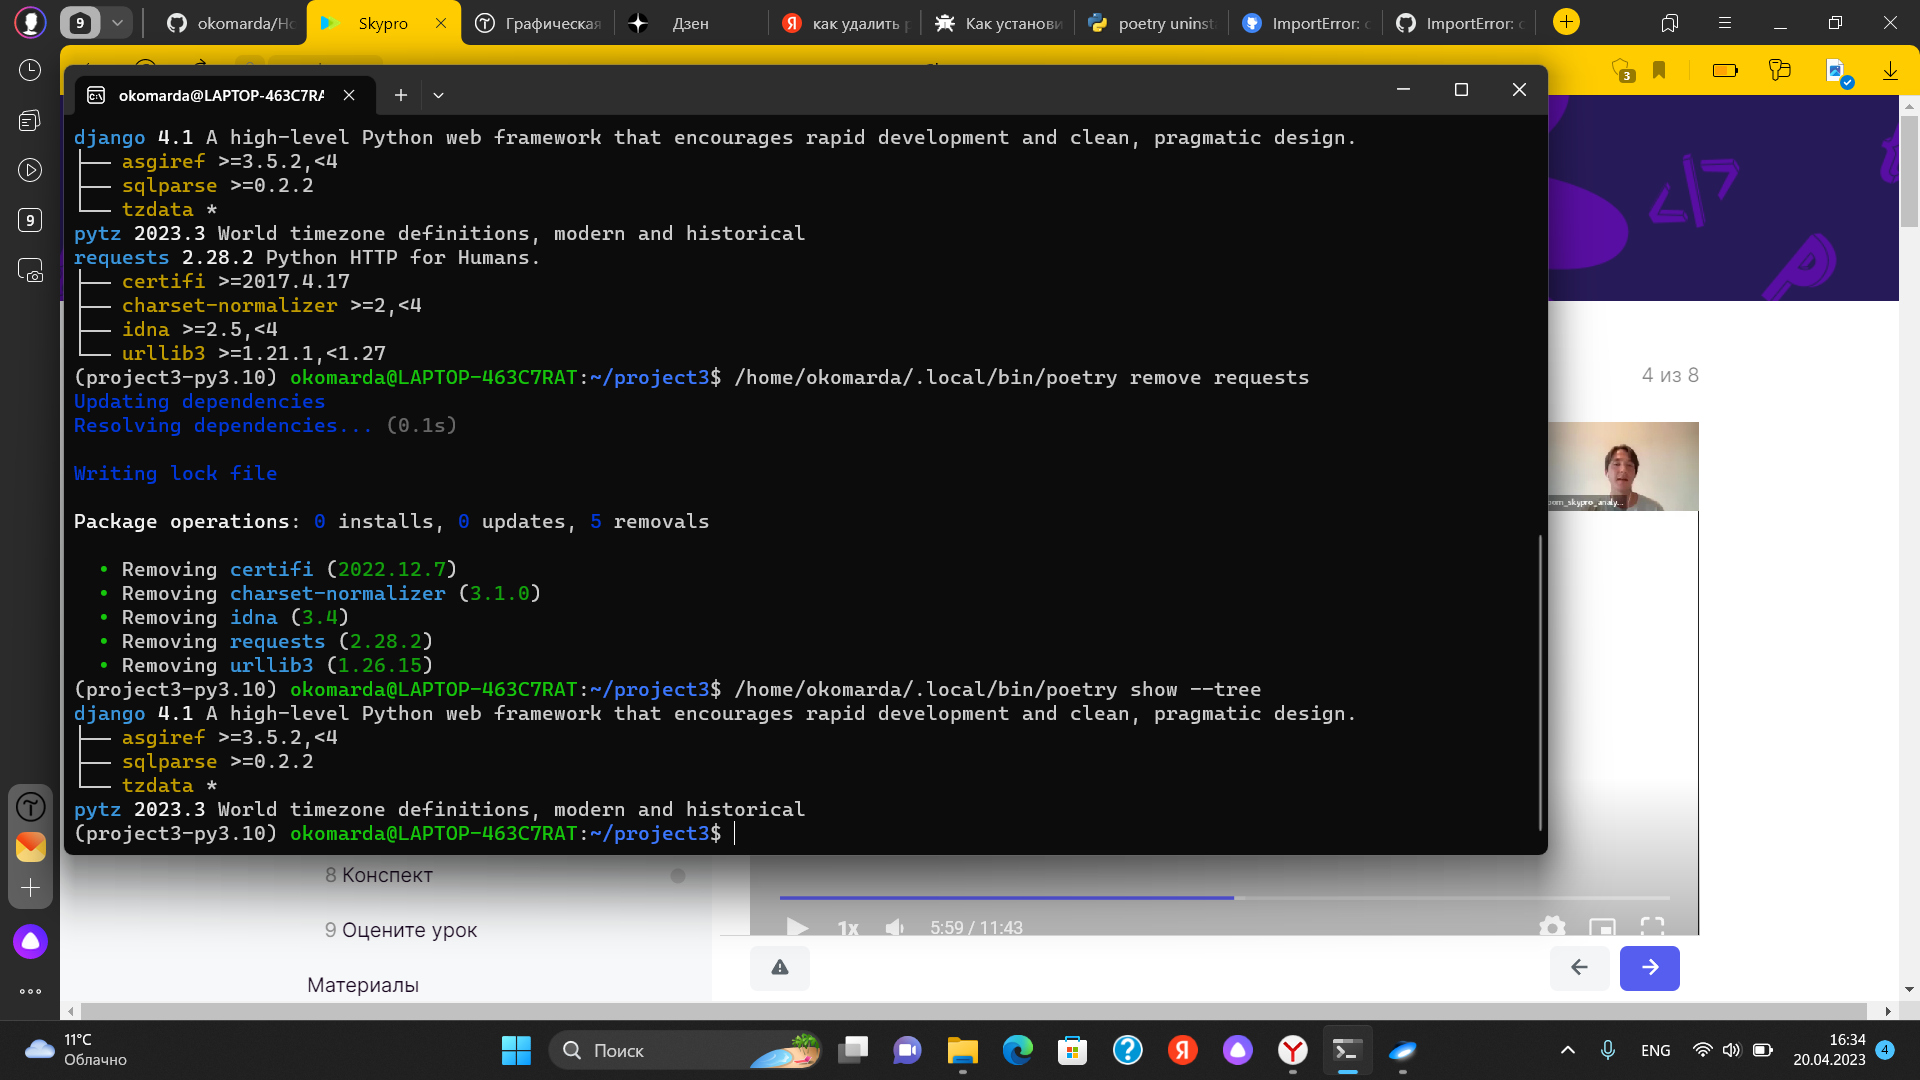 9
okomarda/Ho
Skypro
Графическая
Дзен
как удалить p
Как установи
poetry uninst
ImportError: c
ImportError: c
3
9
okomarda@LAPTOP-463C7RA
django 4.1 A high-level Python web framework that encourages rapid development and clean, pragmatic design.
├── asgiref >=3.5.2,<4
├── sqlparse >=0.2.2
└── tzdata *
pytz 2023.3 World timezone definitions, modern and historical
requests 2.28.2 Python HTTP for Humans.
├── certifi >=2017.4.17
├── charset-normalizer >=2,<4
├── idna >=2.5,<4
└── urllib3 >=1.21.1,<1.27
(project3-py3.10) okomarda@LAPTOP-463C7RAT:~/project3$ /home/okomarda/.local/bin/poetry remove requests
Updating dependencies
Resolving dependencies... (0.1s)
Writing lock file
Package operations: 0 installs, 0 updates, 5 removals
• Removing certifi (2022.12.7)
• Removing charset-normalizer (3.1.0)
• Removing idna (3.4)
• Removing requests (2.28.2)
• Removing urllib3 (1.26.15)
(project3-py3.10) okomarda@LAPTOP-463C7RAT:~/project3$ /home/okomarda/.local/bin/poetry show --tree
django 4.1 A high-level Python web framework that encourages rapid development and clean, pragmatic design.
├── asgiref >=3.5.2,<4
├── sqlparse >=0.2.2
└── tzdata *
pytz 2023.3 World timezone definitions, modern and historical
(project3-py3.10) okomarda@LAPTOP-463C7RAT:~/project3$
4 из 8
oom_skypro_analy...
8 Конспект
9 Оцените урок
Материалы
1x
5:59 / 11:43
11°C
Облачно
Поиск
ENG
16:34
20.04.2023
4